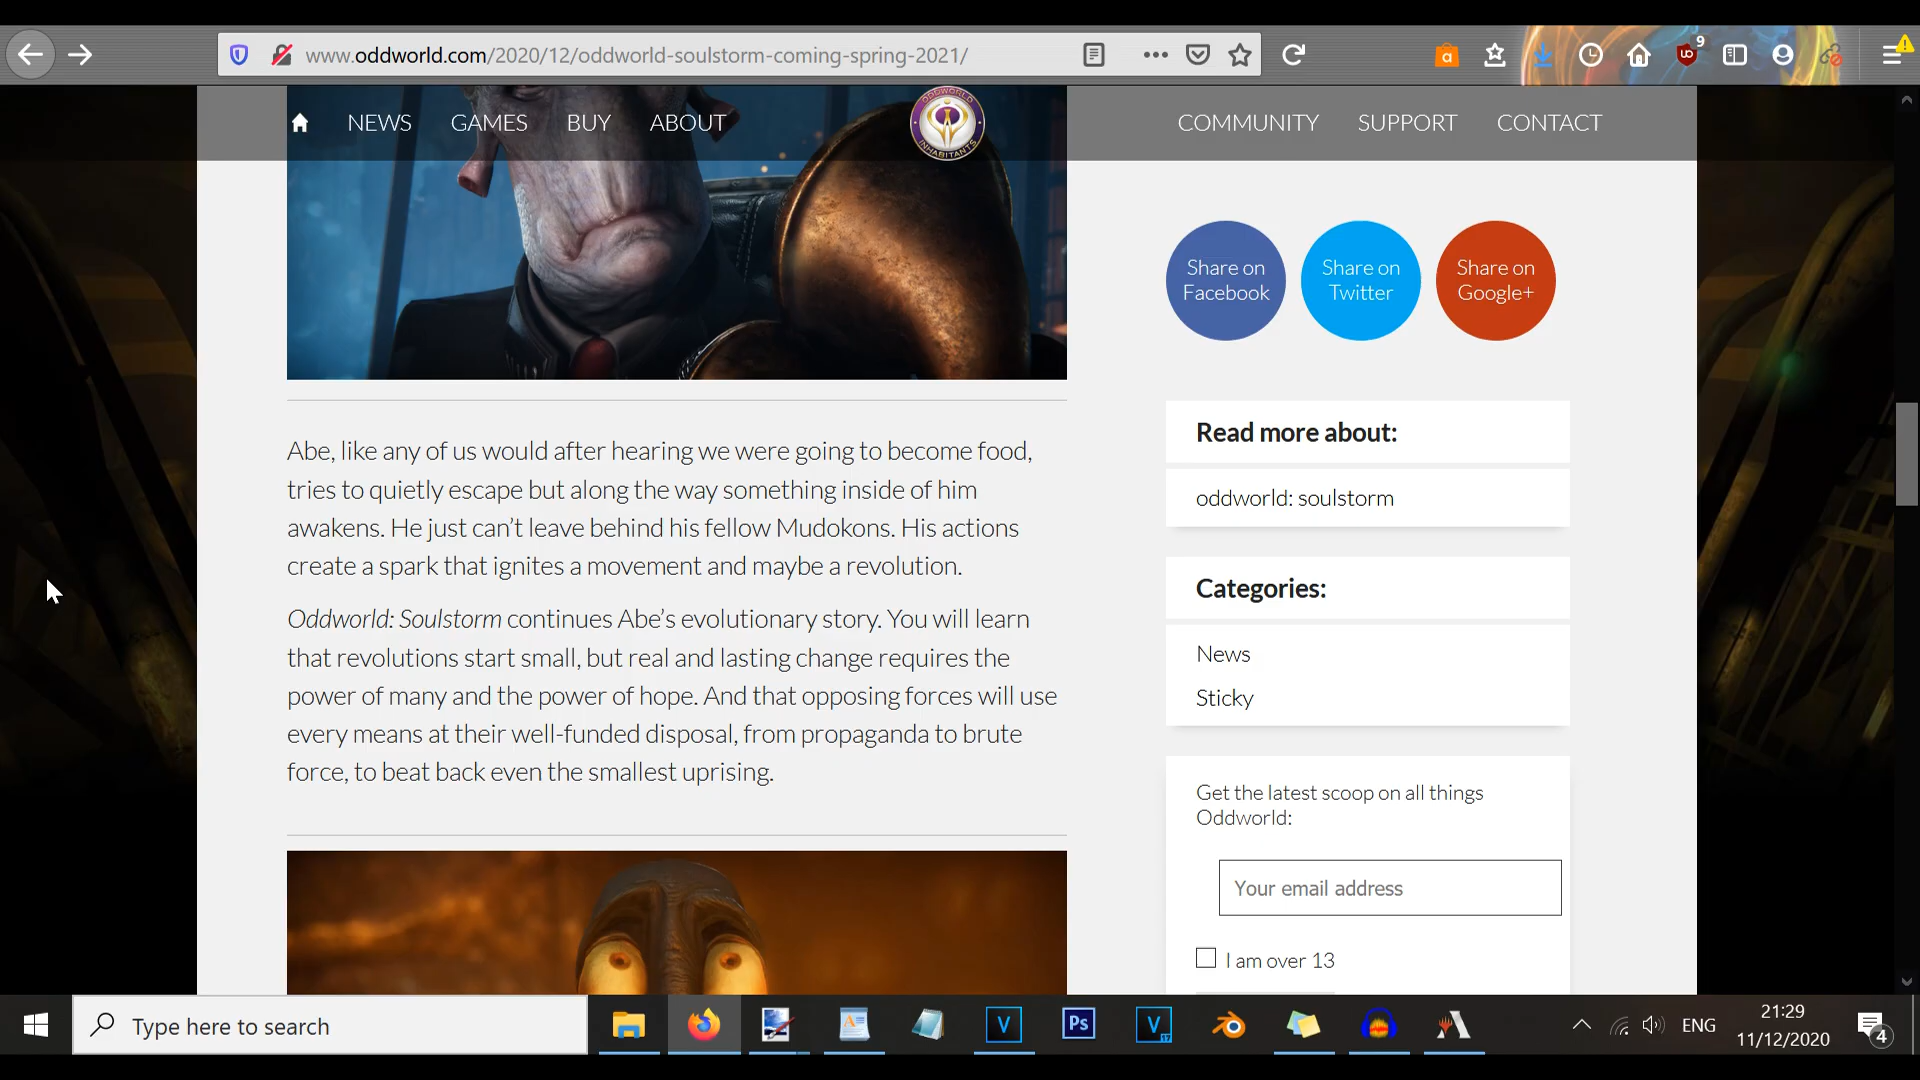 www.oddworld.com/2020/12/oddworld-soulstorm-coming-spring-2021/
9
NEWS GAMES BUY ABOUT
ODDWORLD
INHABITANTS
COMMUNITY SUPPORT CONTACT
Share on
Facebook
Share on
Twitter
Share on
Google+
Abe, like any of us would after hearing we were going to become food,
tries to quietly escape but along the way something inside of him
awakens. He just can’t leave behind his fellow Mudokons. His actions
create a spark that ignites a movement and maybe a revolution.
Oddworld: Soulstorm continues Abe’s evolutionary story. You will learn
that revolutions start small, but real and lasting change requires the
power of many and the power of hope. And that opposing forces will use
every means at their well-funded disposal, from propaganda to brute
force, to beat back even the smallest uprising.
Read more about:
oddworld: soulstorm
Categories:
News
Sticky
Get the latest scoop on all things
Oddworld:
Your email address
I am over 13
Type here to search
V
Ps
V
17
ENG
21:29
11/12/2020
4